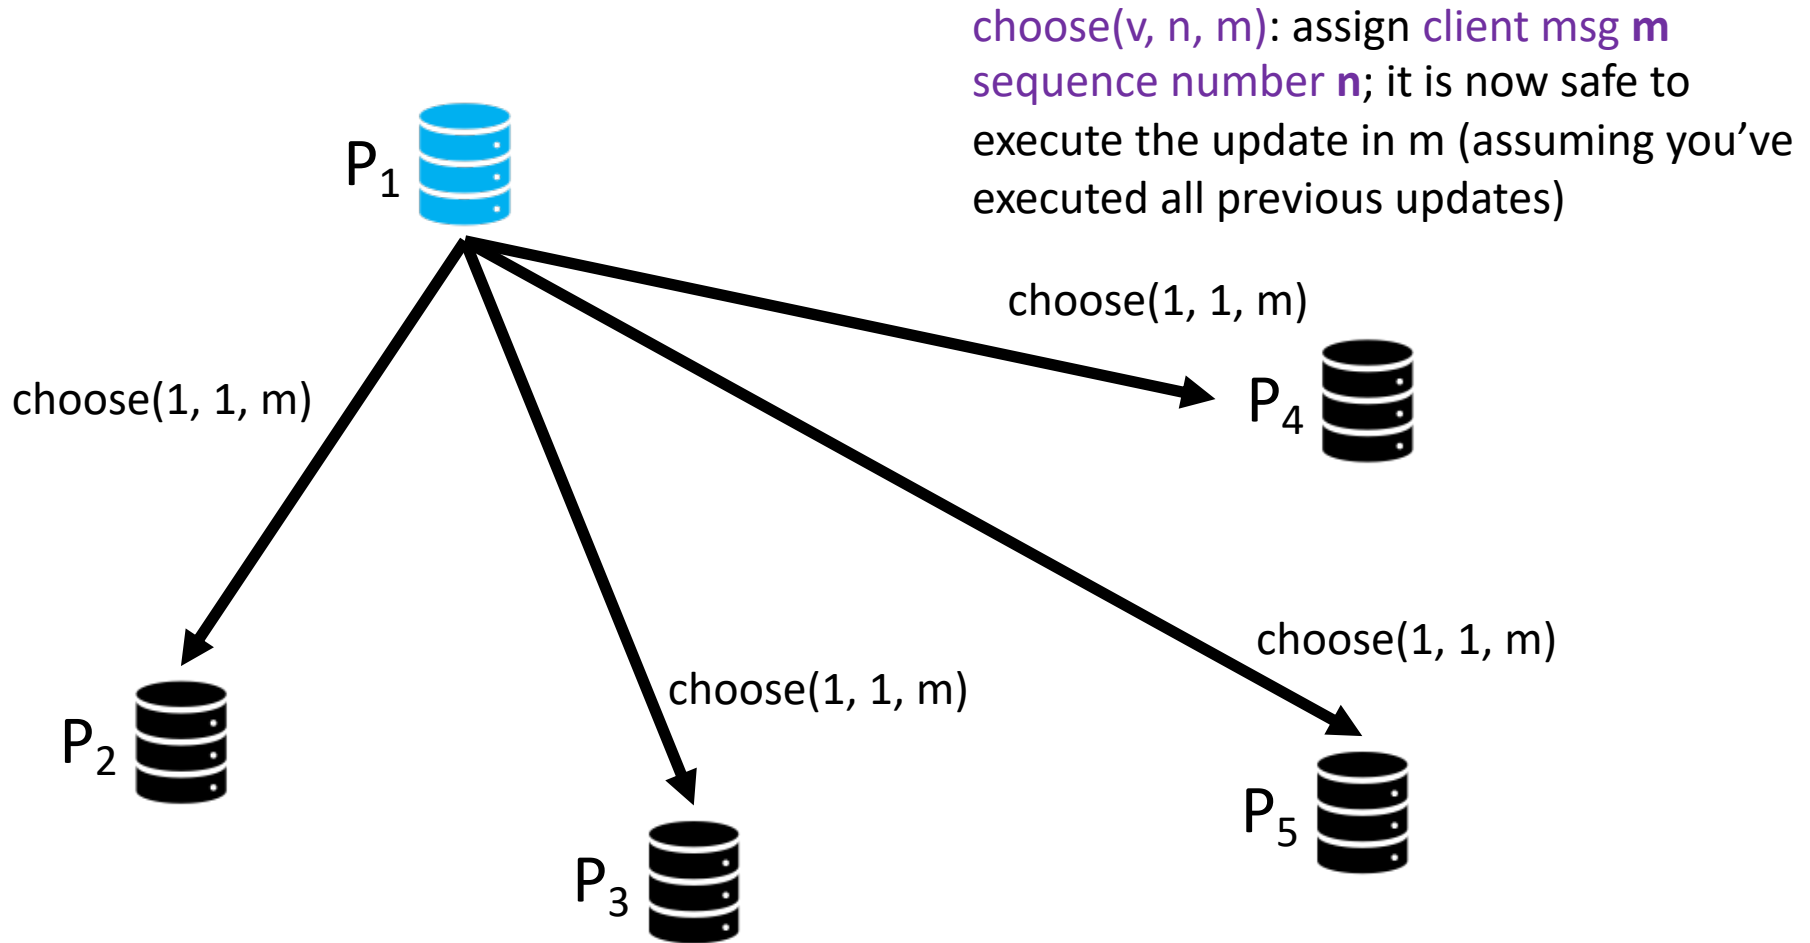 choose(v, n, m): assign client msg m
sequence number n; it is now safe to
execute the update in m (assuming you’ve
executed all previous updates)
P₁
choose(1, 1, m)
choose(1, 1, m)
P₄
choose(1, 1, m)
choose(1, 1, m)
P₂
P₅
P₃